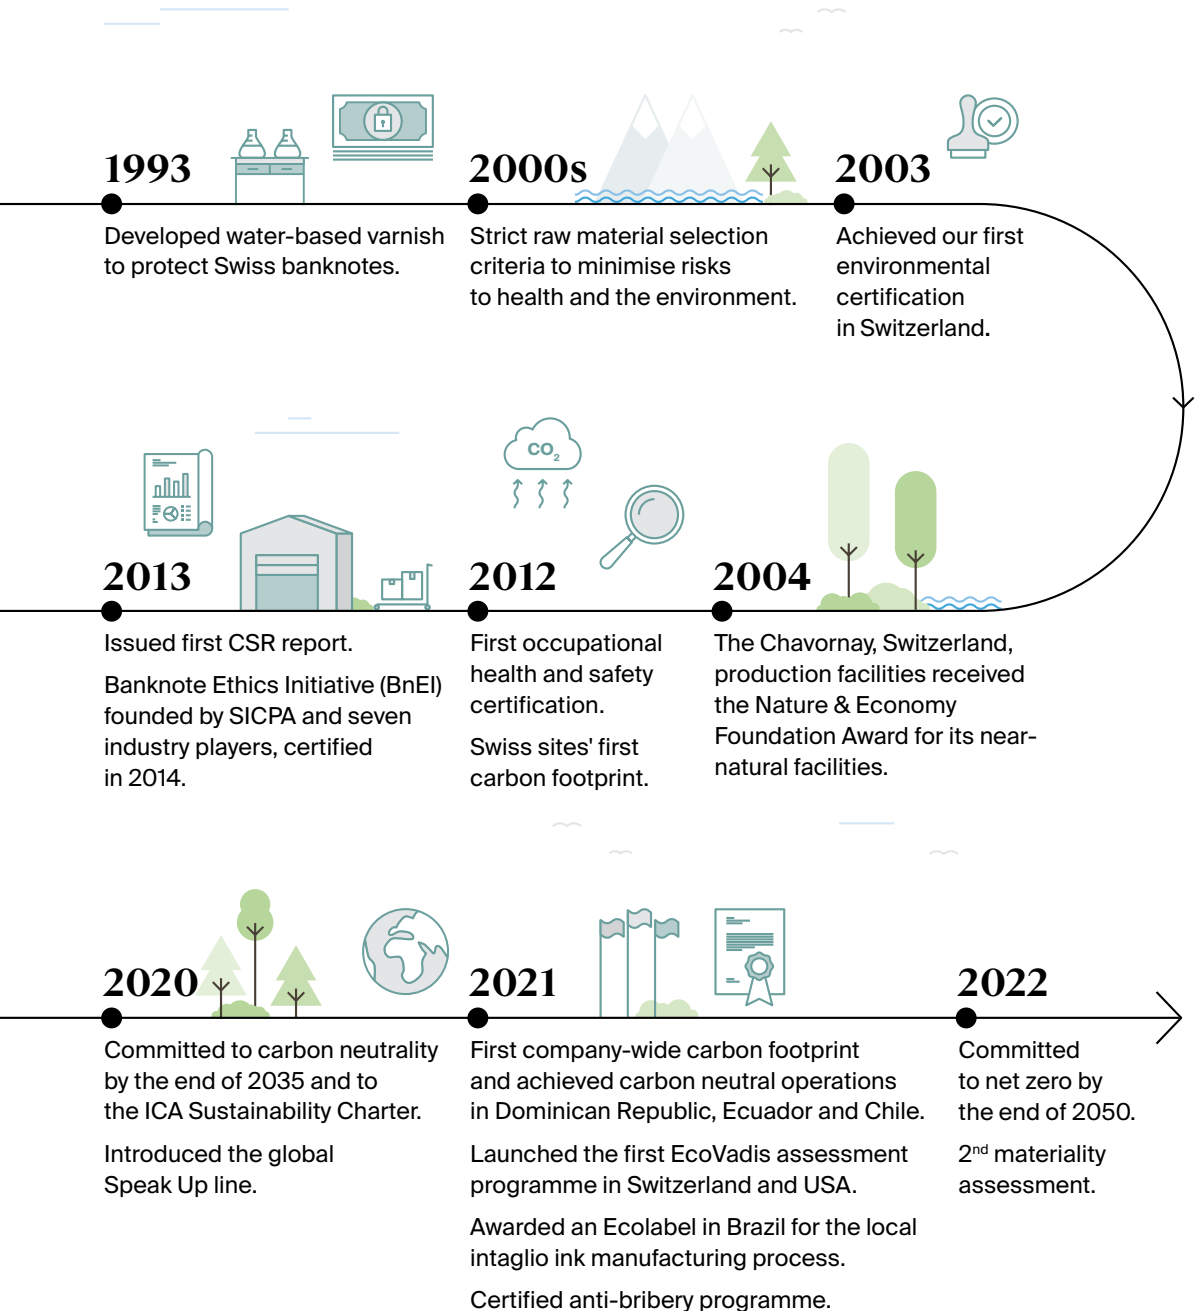 1993
Developed water-based varnish
to protect Swiss banknotes.
2000s
Strict raw material selection
criteria to minimise risks
to health and the environment.
2003
Achieved our first
environmental
certification
in Switzerland.
CO2
2004
The Chavornay, Switzerland,
production facilities received
the Nature & Economy
Foundation Award for its near-
natural facilities.
2012
First occupational
health and safety
certification.
Swiss sites' first
carbon footprint.
2013
Issued first CSR report.
Banknote Ethics Initiative (BnEI)
founded by SICPA and seven
industry players, certified
in 2014.
2020
Committed to carbon neutrality
by the end of 2035 and to
the ICA Sustainability Charter.
Introduced the global
Speak Up line.
2021
First company-wide carbon footprint
and achieved carbon neutral operations
in Dominican Republic, Ecuador and Chile.
Launched the first EcoVadis assessment
programme in Switzerland and USA.
Awarded an Ecolabel in Brazil for the local
intaglio ink manufacturing process.
Certified anti-bribery programme.
2022
Committed
to net zero by
the end of 2050.
2nd materiality
assessment.